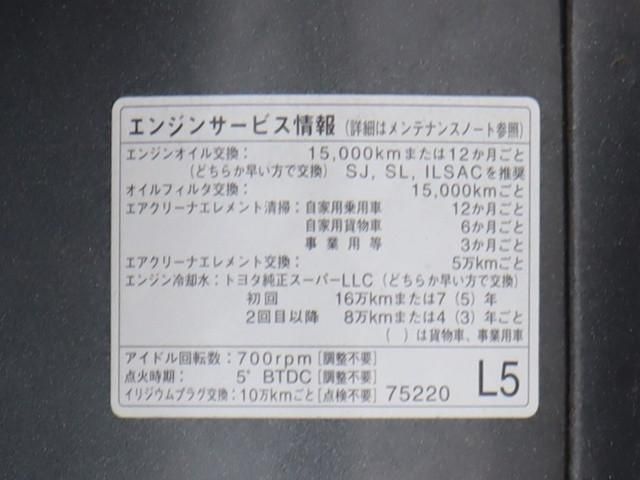 エンジンサービス情報（詳細はメンテナンスノート参照）
エンジンオイル交換： 15,000kmまたは12か月ごと
（どちらか早い方で交換） SJ, SL, ILSACを推奨
オイルフィルタ交換： 15,000kmごと
エアクリーナエレメント清掃：自家用乗用車 12か月ごと
自家用貨物車 6か月ごと
事業用等 3か月ごと
エアクリーナエレメント交換： 5万kmごと
エンジン冷却水：トヨタ純正スーパーLLC（どちらか早い方で交換）
初回 16万kmまたは7（5）年
2回目以降 8万kmまたは4（3）年ごと
（ ）は貨物車、事業用車
アイドル回転数：700rpm［調整不要］
点火時期： 5° BTDC［調整不要］
イリジウムプラグ交換：10万kmごと［点検不要］ 75220 L5